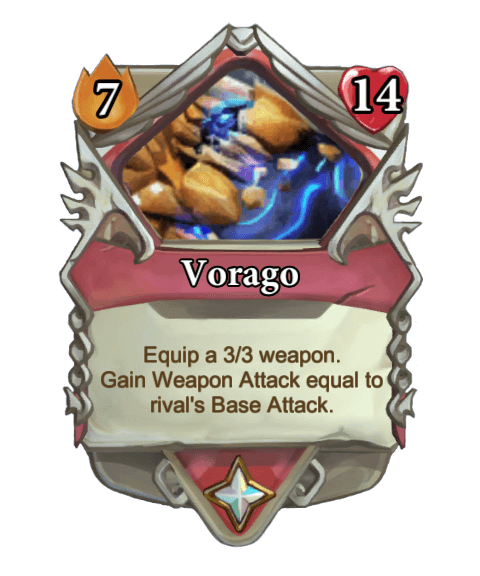 7
14
Vorago
Equip a 3/3 weapon.
Gain Weapon Attack equal to
rival's Base Attack.